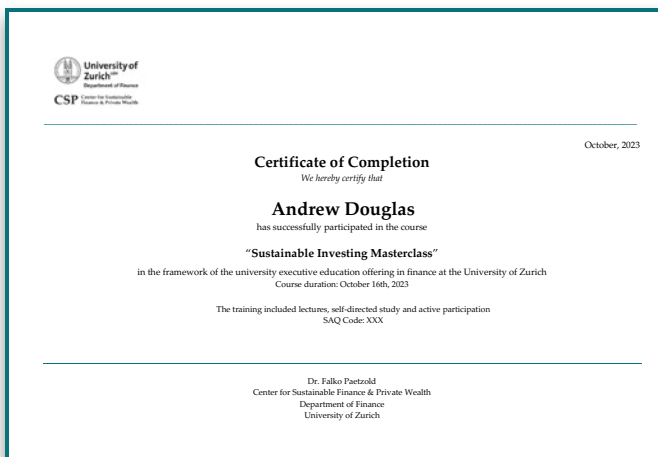 University of
Zurich UZH
Department of Finance
CSP Center for Sustainable
Finance & Private Wealth
October, 2023
Certificate of Completion
We hereby certify that
Andrew Douglas
has successfully participated in the course
“Sustainable Investing Masterclass”
in the framework of the university executive education offering in finance at the University of Zurich
Course duration: October 16th, 2023
The training included lectures, self-directed study and active participation
SAQ Code: XXX
Dr. Falko Paetzold
Center for Sustainable Finance & Private Wealth
Department of Finance
University of Zurich